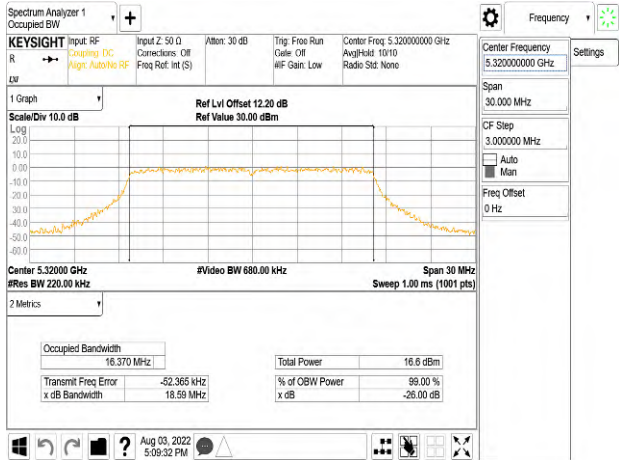 Spectrum Analyzer 1
Occupied BW
Frequency
KEYSIGHT
R
Input: RF
Coupling: DC
Align: Auto/No RF
Input Z: 50 Ω
Corrections: Off
Freq Ref: Int (S)
Atten: 30 dB
Trig: Free Run
Gate: Off
#IF Gain: Low
Center Freq: 5.320000000 GHz
Avg|Hold: 10/10
Radio Std: None
Center Frequency
5.320000000 GHz
Settings
Span
30.000 MHz
CF Step
3.000000 MHz
Auto
Man
Freq Offset
0 Hz
1 Graph
Scale/Div 10.0 dB
Ref Lvl Offset 12.20 dB
Ref Value 30.00 dBm
Log
20.0
10.0
0.00
-10.0
-20.0
-30.0
-40.0
-50.0
-60.0
Center 5.32000 GHz
#Video BW 680.00 kHz
Span 30 MHz
#Res BW 220.00 kHz
Sweep 1.00 ms (1001 pts)
2 Metrics
Occupied Bandwidth
16.370 MHz
Total Power 16.6 dBm
Transmit Freq Error -52.365 kHz
% of OBW Power 99.00 %
x dB Bandwidth 18.59 MHz
x dB -26.00 dB
?
Aug 03, 2022
5:09:32 PM